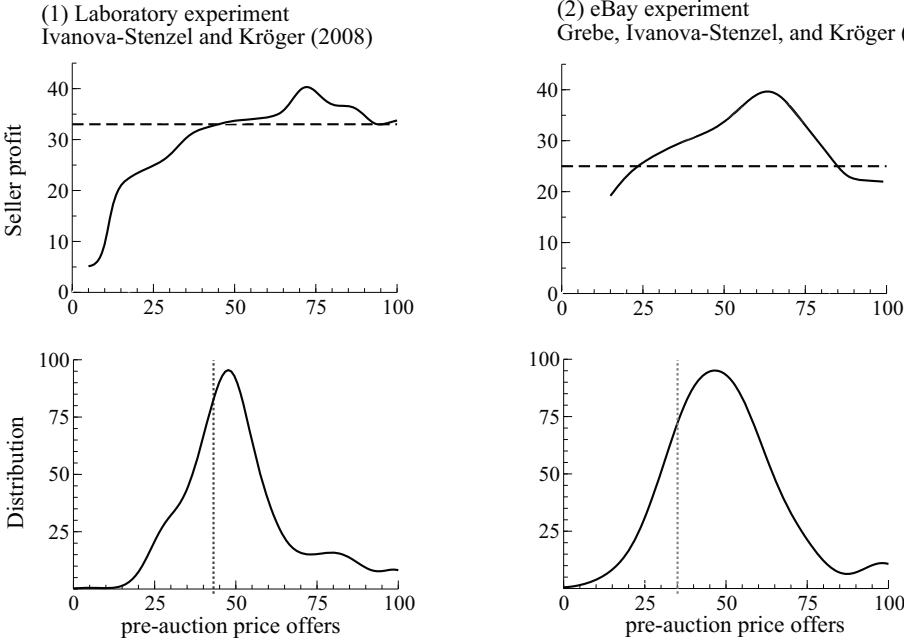 (1) Laboratory experiment
Ivanova-Stenzel and Kröger (2008)
(2) eBay experiment
Grebe, Ivanova-Stenzel, and Kröger (
Seller profit
40
30
20
10
0
0 25 50 75 100
40
30
20
10
0
0 25 50 75 100
Distribution
100
75
50
25
0 25 50 75 100
pre-auction price offers
100
75
50
25
0 25 50 75 100
pre-auction price offers